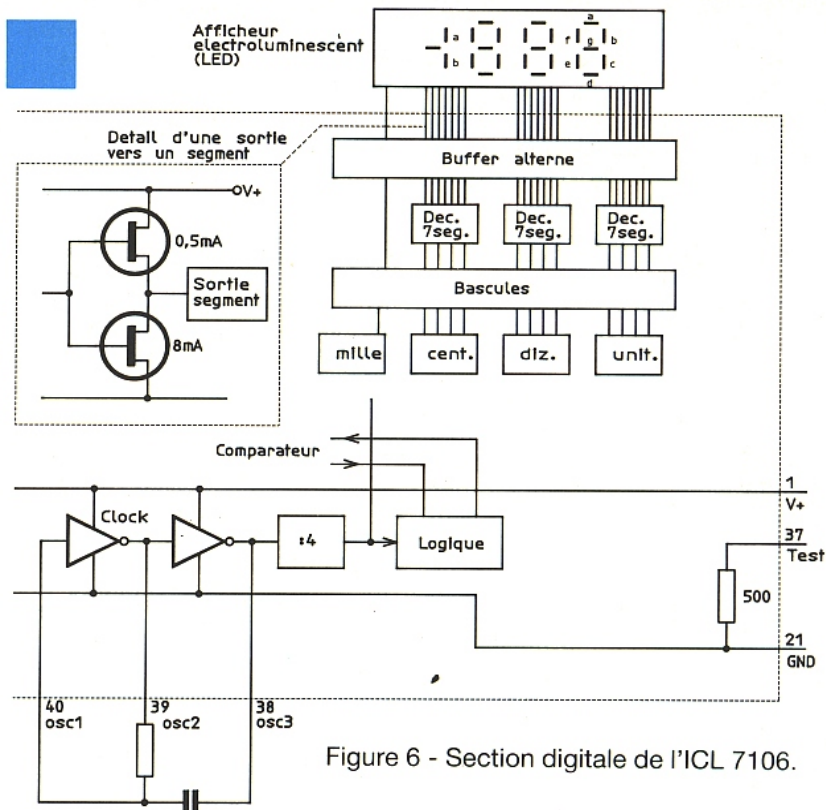 Afficheur
electroluminescent
(LED)
a
b
a
f
g
b
e
c
d
Detail d'une sortie
vers un segment
V+
0,5mA
Sortie
segment
8mA
Buffer alterne
Dec.
7seg.
Dec.
7seg.
Dec.
7seg.
Bascules
mille
cent.
diz.
unit.
Comparateur
Clock
:4
Logique
1
V+
37
Test
500
21
GND
40
osc1
39
osc2
38
osc3
Figure 6 - Section digitale de l'ICL 7106.